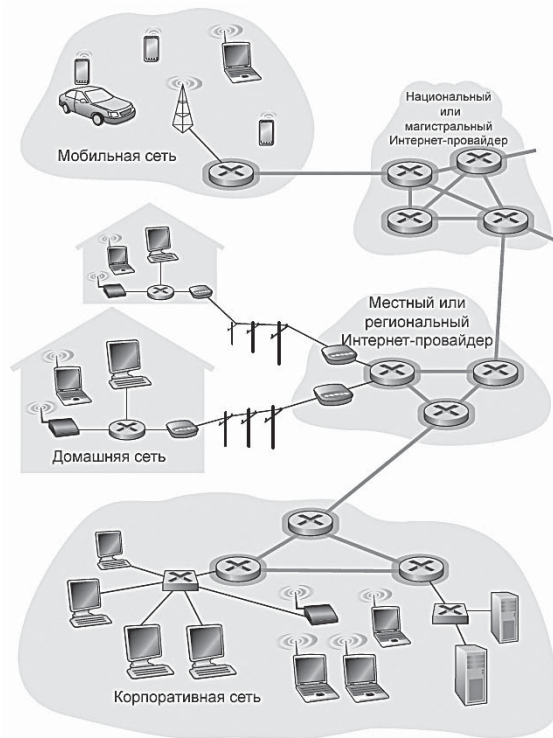 Национальный
или
магистральный
Интернет-провайдер
Мобильная сеть
Местный или
региональный
Интернет-провайдер
Домашняя сеть
Корпоративная сеть